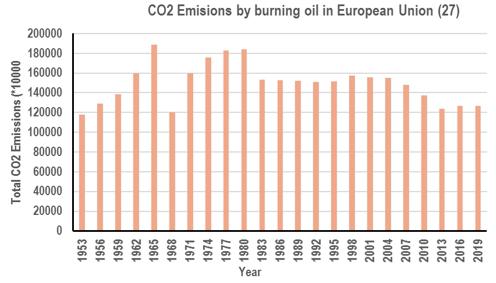 CO2 Emisions by burning oil in European Union (27)
Total CO2 Emissions (*10000
200000
180000
160000
140000
120000
100000
80000
60000
40000
20000
0
1953 1956 1959 1962 1965 1968 1971 1974 1977 1980 1983 1986 1989 1992 1995 1998 2001 2004 2007 2010 2013 2016 2019
Year